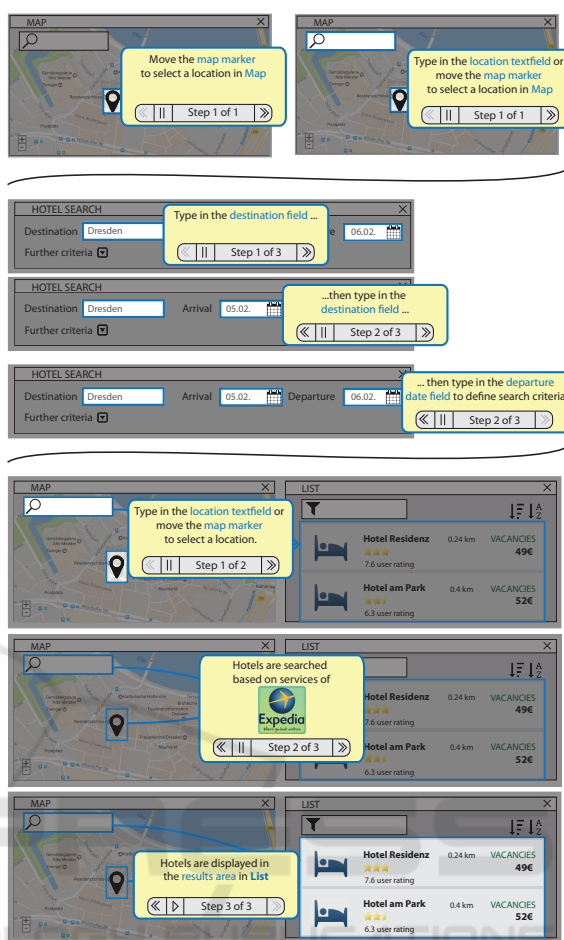 MAP
Move the map marker
to select a location in Map
Step 1 of 1
MAP
Type in the location textfield or
move the map marker
to select a location in Map
Step 1 of 1
HOTEL SEARCH
Destination Dresden
06.02.
Further criteria
Type in the destination field ...
Step 1 of 3
HOTEL SEARCH
Destination Dresden Arrival 05.02.
Further criteria
...then type in the
destination field ...
Step 2 of 3
HOTEL SEARCH
Destination Dresden Arrival 05.02. Departure 06.02.
Further criteria
... then type in the departure
date field to define search criteria
Step 2 of 3
MAP
Type in the location textfield or
move the map marker
to select a location.
Step 1 of 2
LIST
Hotel Residenz 0.24 km VACANCIES
49€
7.6 user rating
Hotel am Park 0.4 km VACANCIES
52€
6.3 user rating
MAP
Hotels are searched
based on services of
Expedia
Step 2 of 3
LIST
Hotel Residenz 0.24 km VACANCIES
49€
7.6 user rating
Hotel am Park 0.4 km VACANCIES
52€
6.3 user rating
MAP
Hotels are displayed in
the results area in List
Step 3 of 3
LIST
Hotel Residenz 0.24 km VACANCIES
49€
7.6 user rating
Hotel am Park 0.4 km VACANCIES
52€
6.3 user rating